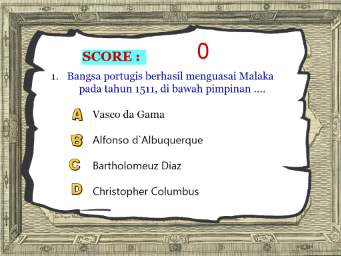 SCORE : 0
1. Bangsa portugis berhasil menguasai Malaka
pada tahun 1511, di bawah pimpinan ....
A Vasco da Gama
B Alfonso d`Albuquerque
C Bartholomeuz Diaz
D Christopher Columbus